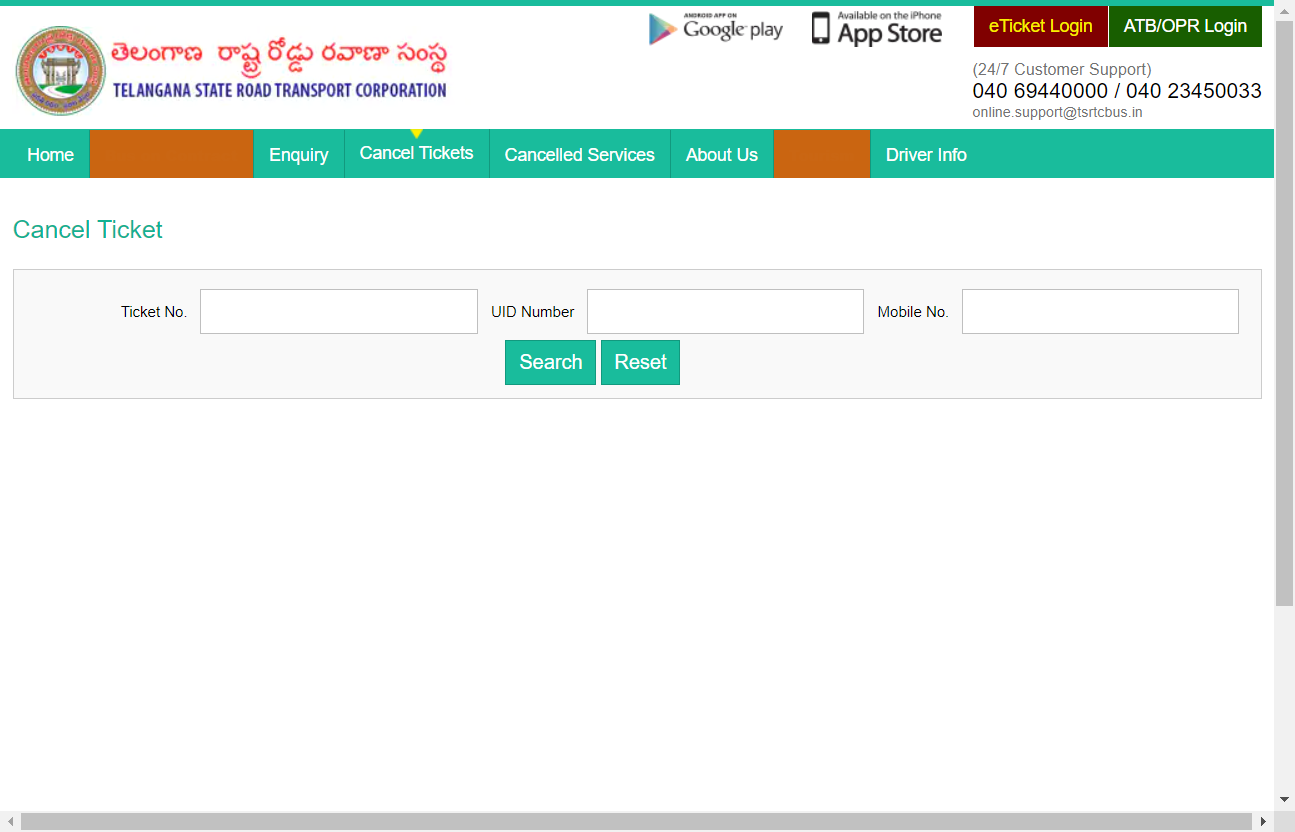 తెలంగాణ రాష్ట్ర రోడ్డు రవాణా సంస్థ
TELANGANA STATE ROAD TRANSPORT CORPORATION
ANDROID APP ON
Google play
Available on the iPhone
App Store
eTicket Login
ATB/OPR Login
(24/7 Customer Support)
040 69440000 / 040 23450033
online.support@tsrtcbus.in
Home
Enquiry
Cancel Tickets
Cancelled Services
About Us
Driver Info
Cancel Ticket
Ticket No.
UID Number
Mobile No.
Search
Reset